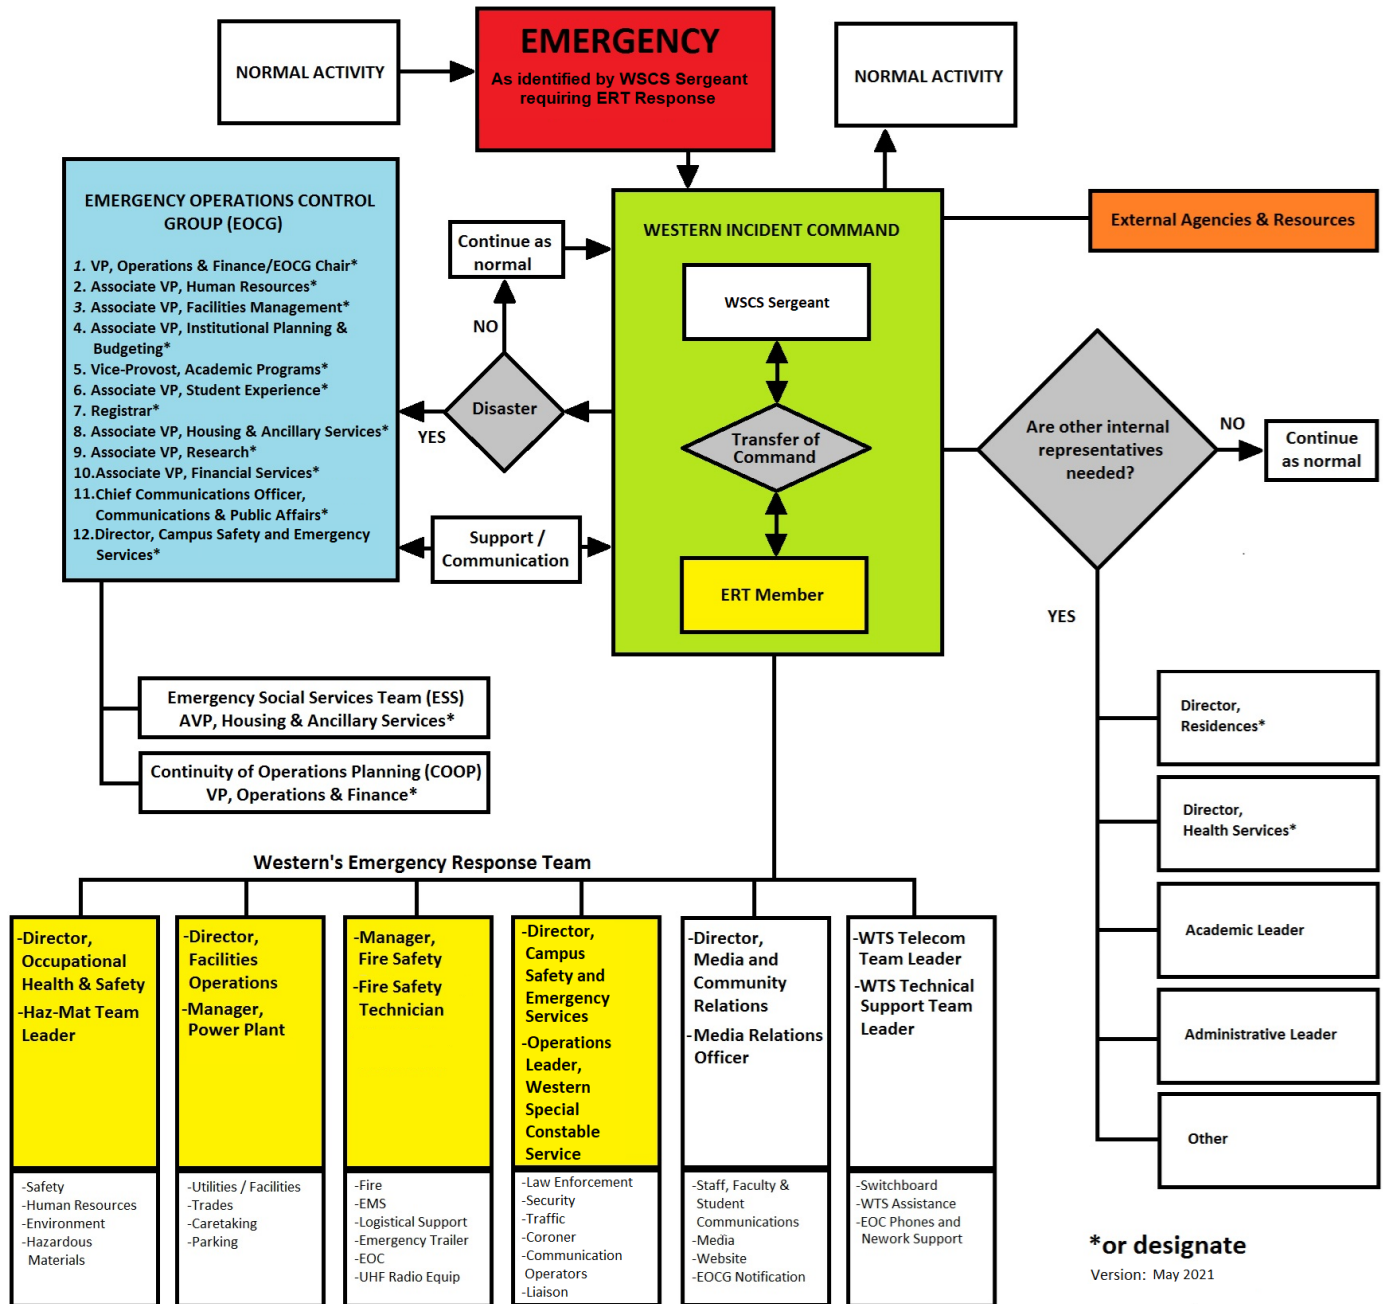 NORMAL ACTIVITY
EMERGENCY
As identified by WSCS Sergeant
requiring ERT Response
NORMAL ACTIVITY
EMERGENCY OPERATIONS CONTROL
GROUP (EOCG)
1. VP, Operations & Finance/EOCG Chair*
2. Associate VP, Human Resources*
3. Associate VP, Facilities Management*
4. Associate VP, Institutional Planning &
Budgeting*
5. Vice-Provost, Academic Programs*
6. Associate VP, Student Experience*
7. Registrar*
8. Associate VP, Housing & Ancillary Services*
9. Associate VP, Research*
10.Associate VP, Financial Services*
11.Chief Communications Officer,
Communications & Public Affairs*
12.Director, Campus Safety and Emergency
Services*
Continue as
normal
NO
Disaster
YES
Support /
Communication
WESTERN INCIDENT COMMAND
WSCS Sergeant
Transfer of
Command
ERT Member
External Agencies & Resources
Are other internal
representatives
needed?
NO
Continue
as normal
YES
Director,
Residences*
Director,
Health Services*
Academic Leader
Administrative Leader
Other
Emergency Social Services Team (ESS)
AVP, Housing & Ancillary Services*
Continuity of Operations Planning (COOP)
VP, Operations & Finance*
Western's Emergency Response Team
-Director,
Occupational
Health & Safety
-Haz-Mat Team
Leader
-Safety
-Human Resources
-Environment
-Hazardous
Materials
-Director,
Facilities
Operations
-Manager,
Power Plant
-Utilities / Facilities
-Trades
-Caretaking
-Parking
-Manager,
Fire Safety
-Fire Safety
Technician
-Fire
-EMS
-Logistical Support
-Emergency Trailer
-EOC
-UHF Radio Equip
-Director,
Campus
Safety and
Emergency
Services
-Operations
Leader,
Western
Special
Constable
Service
-Law Enforcement
-Security
-Traffic
-Coroner
-Communication
Operators
-Liaison
-Director,
Media and
Community
Relations
-Media Relations
Officer
-Staff, Faculty &
Student
Communications
-Media
-Website
-EOCG Notification
-WTS Telecom
Team Leader
-WTS Technical
Support Team
Leader
-Switchboard
-WTS Assistance
-EOC Phones and
Nework Support
*or designate
Version: May 2021